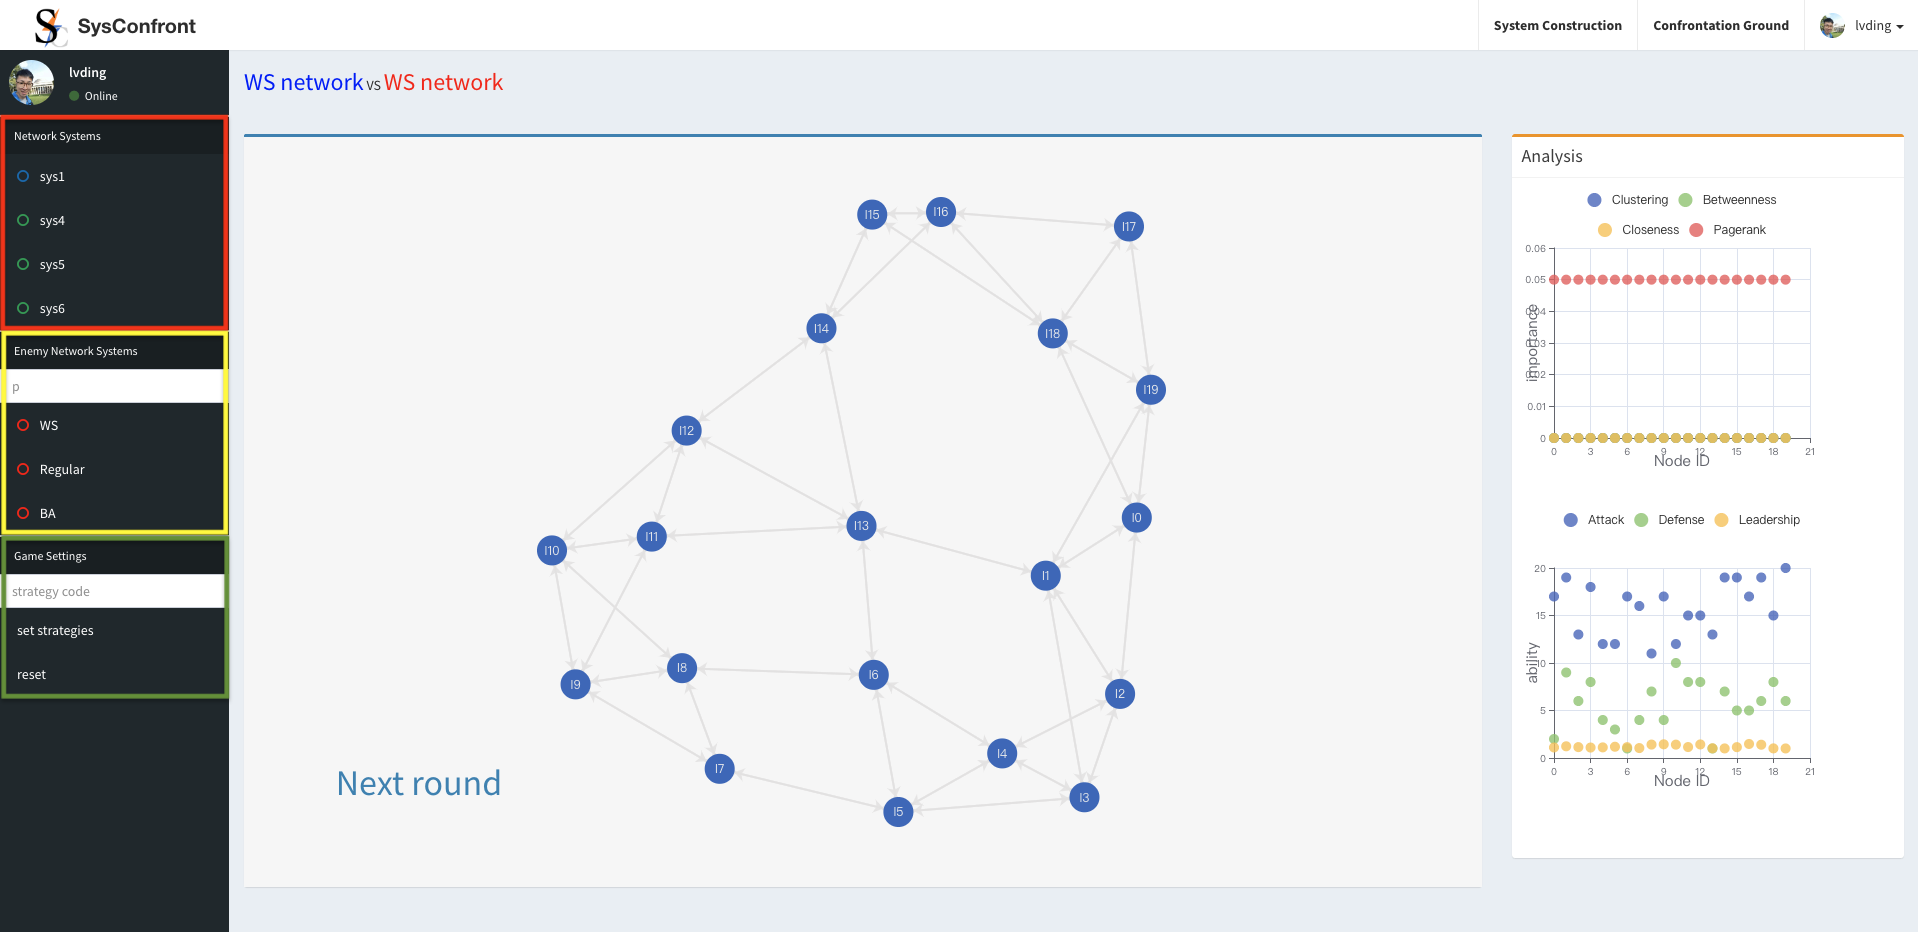 SysConfront
System Construction
Confrontation Ground
lvding
lvding
Online
Network Systems
sys1
sys4
sys5
sys6
Enemy Network Systems
p
WS
Regular
BA
Game Settings
strategy code
set strategies
reset
WS network vs WS network
I15
I16
I17
I14
I18
I19
I12
I13
I0
I10
I11
I1
I9
I8
I6
I2
I7
I4
I5
I3
Next round
Analysis
Clustering Betweenness
Closeness Pagerank
0.06
0.05
0.04
0.03
0.02
0.01
0
importance
0 3 6 9 12 15 18 21
Node ID
Attack Defense Leadership
20
15
10
5
0
ability
0 3 6 9 12 15 18 21
Node ID